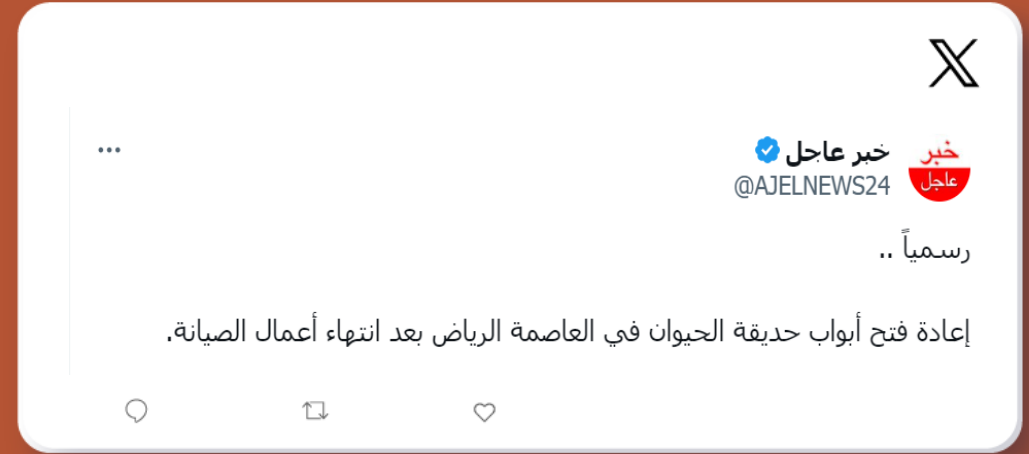 خبر عاجل
خبر عاجل
@AJELNEWS24
رسمياً ..
إعادة فتح أبواب حديقة الحيوان في العاصمة الرياض بعد انتهاء أعمال الصيانة.